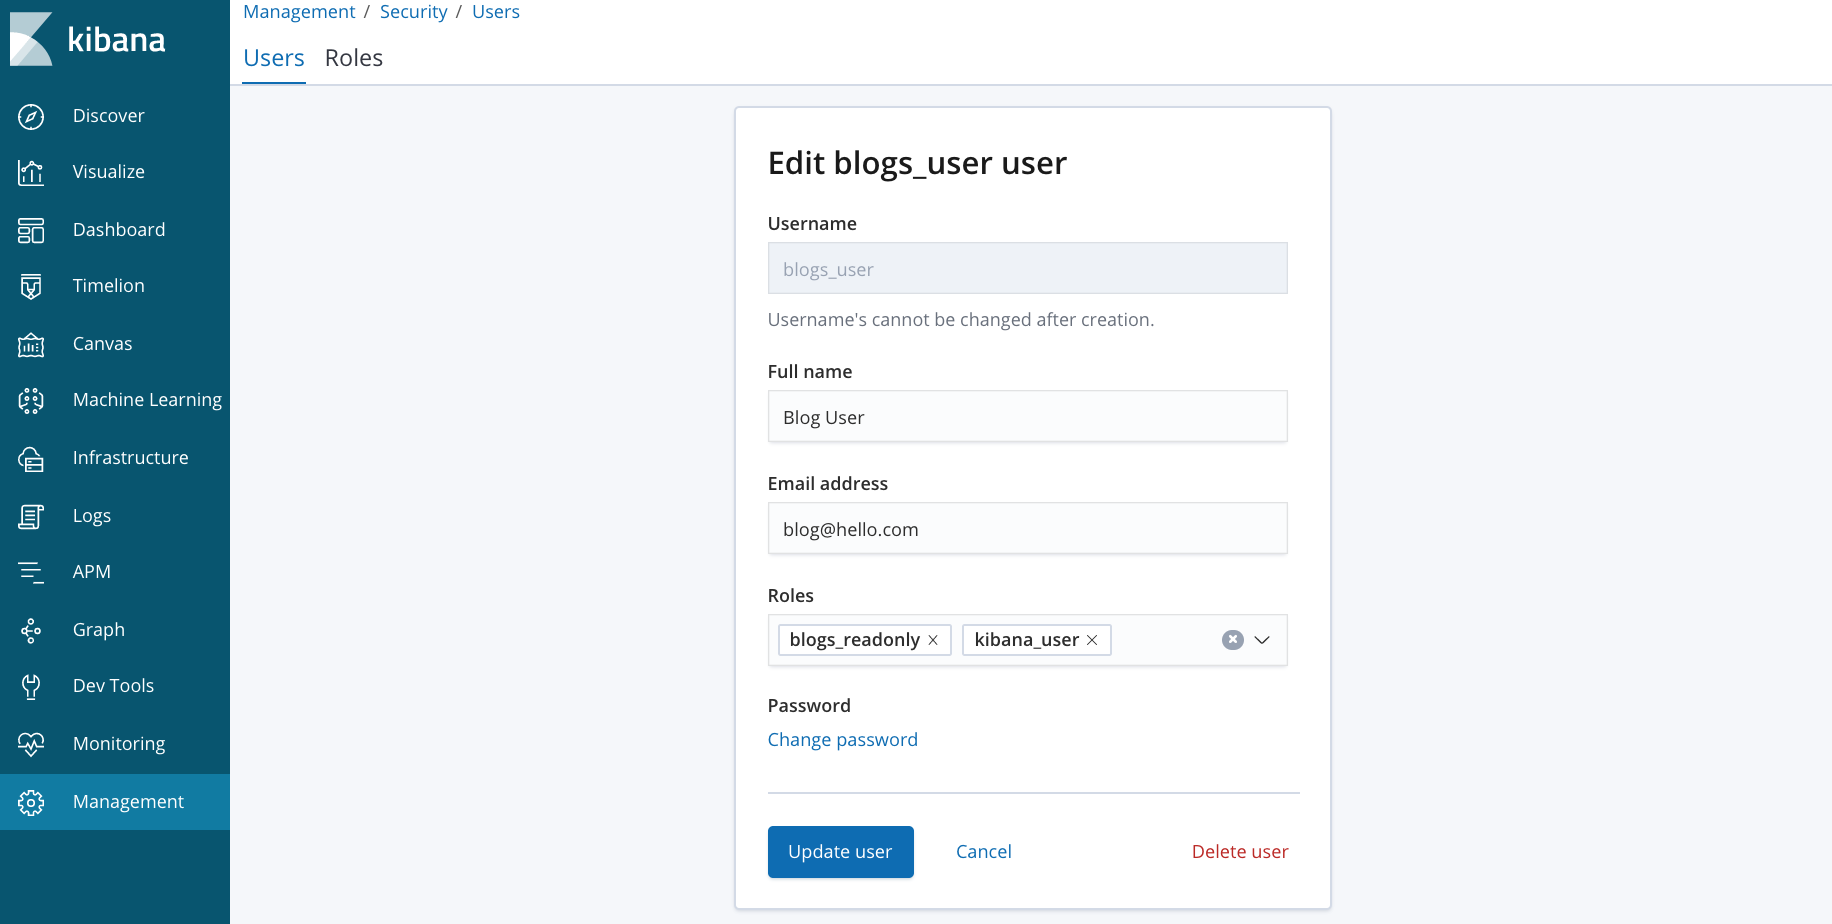 kibana
Discover
Visualize
Dashboard
Timelion
Canvas
Machine Learning
Infrastructure
Logs
APM
Graph
Dev Tools
Monitoring
Management
Management / Security / Users
Users Roles
Edit blogs_user user
Username
blogs_user
Username's cannot be changed after creation.
Full name
Blog User
Email address
blog@hello.com
Roles
blogs_readonly × kibana_user ×
Password
Change password
Update user Cancel Delete user